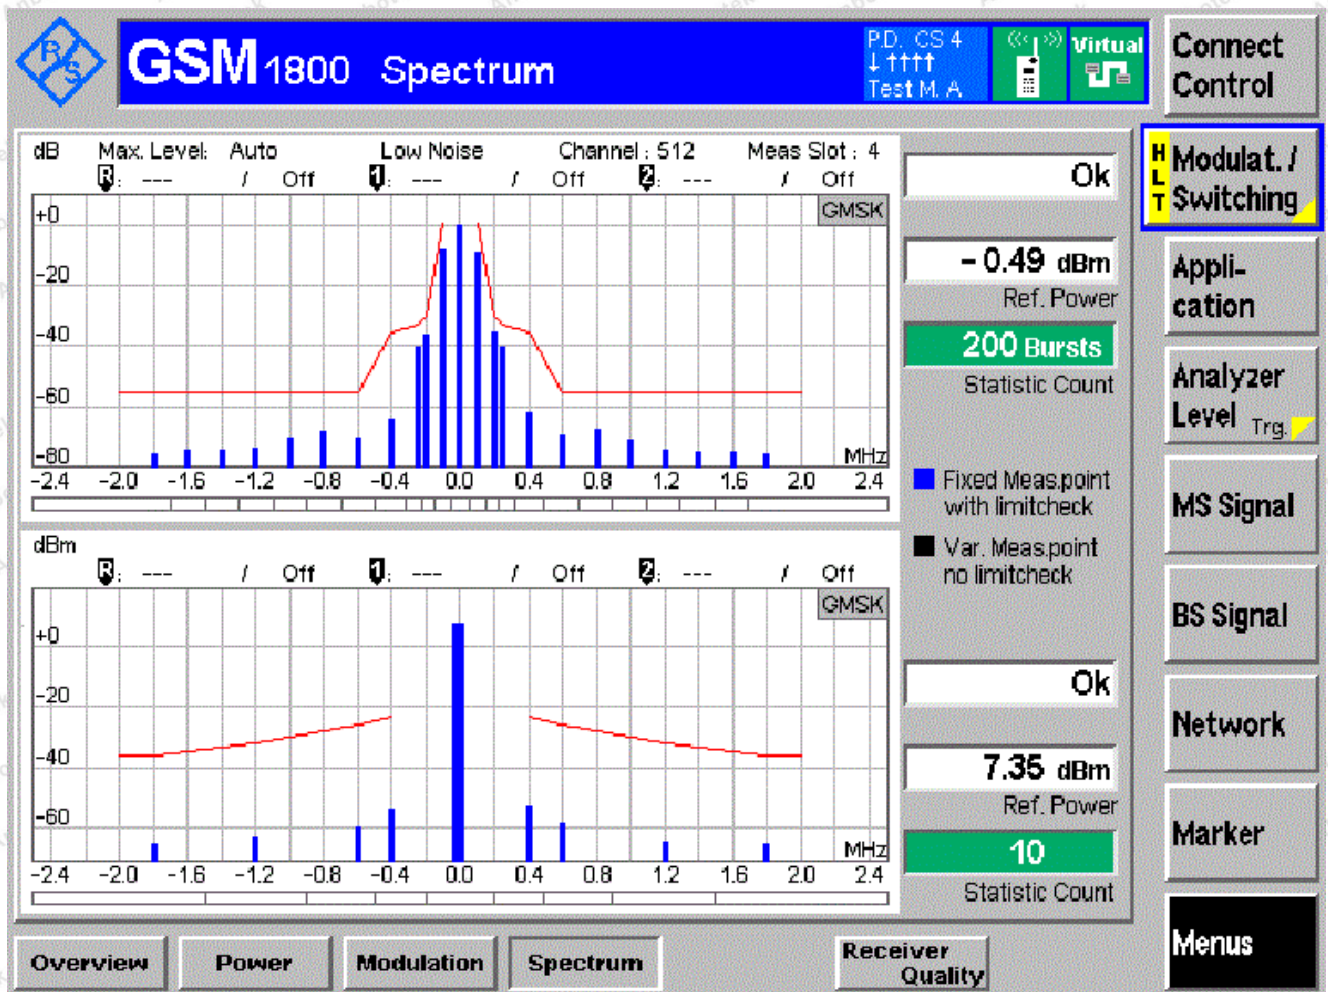 R S
GSM 1800 Spectrum
P.D. CS 4
Test M. A
Virtual
Connect
Control
dB Max. Level: Auto Low Noise Channel : 512 Meas Slot : 4
R : --- / Off 1 : --- / Off 2 : --- / Off
GMSK
+0
-20
-40
-60
-80
MHz
-2.4 -2.0 -1.6 -1.2 -0.8 -0.4 0.0 0.4 0.8 1.2 1.6 2.0 2.4
Ok
- 0.49 dBm
Ref. Power
200 Bursts
Statistic Count
Fixed Meas.point
with limitcheck
Var. Meas.point
no limitcheck
dBm
R : --- / Off 1 : --- / Off 2 : --- / Off
GMSK
+0
-20
-40
-60
MHz
-2.4 -2.0 -1.6 -1.2 -0.8 -0.4 0.0 0.4 0.8 1.2 1.6 2.0 2.4
Ok
7.35 dBm
Ref. Power
10
Statistic Count
HLT
Modulat. /
Switching
Appli-
cation
Analyzer
Level Trg.
MS Signal
BS Signal
Network
Marker
Menus
Overview Power Modulation Spectrum
Receiver
Quality